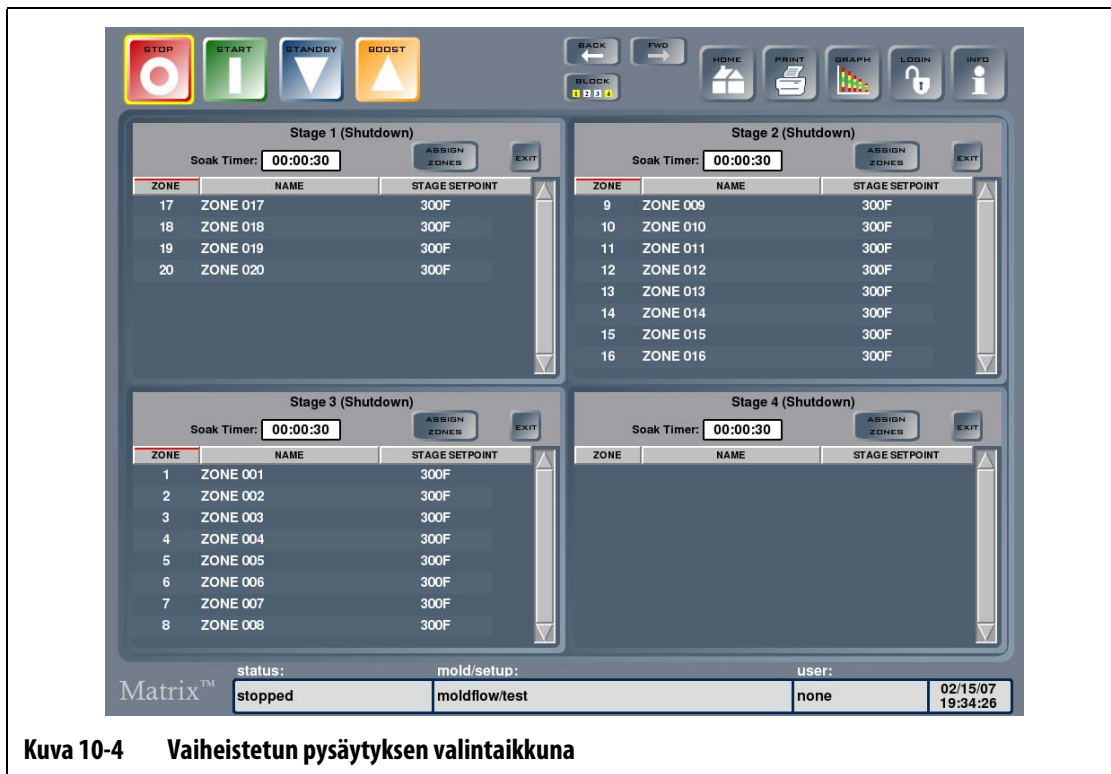 STOP START STANDBY BOOST BACK FWD
BLOCK
1 2 3 4
HOME PRINT GRAPH LOGIN INFO
Stage 1 (Shutdown)
Soak Timer: 00:00:30 ASSIGN ZONES EXIT
ZONE NAME STAGE SETPOINT
17 ZONE 017 300F
18 ZONE 018 300F
19 ZONE 019 300F
20 ZONE 020 300F
Stage 2 (Shutdown)
Soak Timer: 00:00:30 ASSIGN ZONES EXIT
ZONE NAME STAGE SETPOINT
9 ZONE 009 300F
10 ZONE 010 300F
11 ZONE 011 300F
12 ZONE 012 300F
13 ZONE 013 300F
14 ZONE 014 300F
15 ZONE 015 300F
16 ZONE 016 300F
Stage 3 (Shutdown)
Soak Timer: 00:00:30 ASSIGN ZONES EXIT
ZONE NAME STAGE SETPOINT
1 ZONE 001 300F
2 ZONE 002 300F
3 ZONE 003 300F
4 ZONE 004 300F
5 ZONE 005 300F
6 ZONE 006 300F
7 ZONE 007 300F
8 ZONE 008 300F
Stage 4 (Shutdown)
Soak Timer: 00:00:30 ASSIGN ZONES EXIT
ZONE NAME STAGE SETPOINT
status: mold/setup: user:
Matrix™ stopped moldflow/test none 02/15/07
19:34:26
Kuva 10-4 Vaiheistetun pysäytyksen valintaikkuna